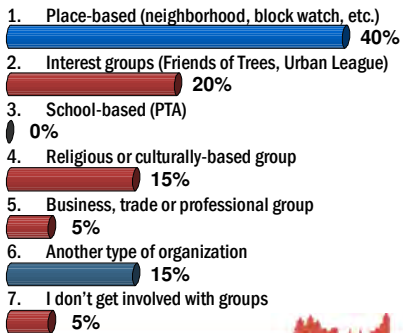 1. Place-based (neighborhood, block watch, etc.)
40%
2. Interest groups (Friends of Trees, Urban League)
20%
3. School-based (PTA)
0%
4. Religious or culturally-based group
15%
5. Business, trade or professional group
5%
6. Another type of organization
15%
7. I don't get involved with groups
5%